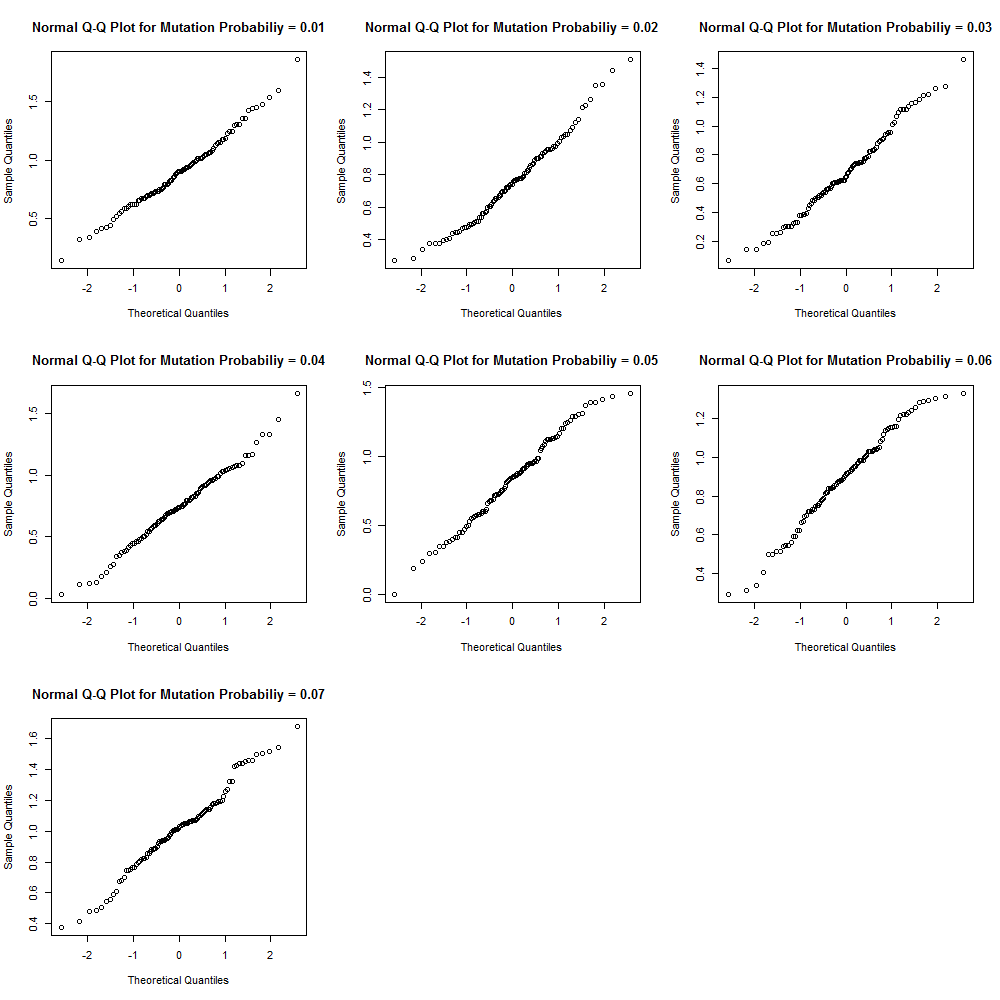 Normal Q-Q Plot for Mutation Probabiliy = 0.01
Sample Quantiles
0.5 1.0 1.5
-2 -1 0 1 2
Theoretical Quantiles
Normal Q-Q Plot for Mutation Probabiliy = 0.02
Sample Quantiles
0.4 0.6 0.8 1.0 1.2 1.4
-2 -1 0 1 2
Theoretical Quantiles
Normal Q-Q Plot for Mutation Probabiliy = 0.03
Sample Quantiles
0.2 0.4 0.6 0.8 1.0 1.2 1.4
-2 -1 0 1 2
Theoretical Quantiles
Normal Q-Q Plot for Mutation Probabiliy = 0.04
Sample Quantiles
0.0 0.5 1.0 1.5
-2 -1 0 1 2
Theoretical Quantiles
Normal Q-Q Plot for Mutation Probabiliy = 0.05
Sample Quantiles
0.0 0.5 1.0 1.5
-2 -1 0 1 2
Theoretical Quantiles
Normal Q-Q Plot for Mutation Probabiliy = 0.06
Sample Quantiles
0.4 0.6 0.8 1.0 1.2
-2 -1 0 1 2
Theoretical Quantiles
Normal Q-Q Plot for Mutation Probabiliy = 0.07
Sample Quantiles
0.4 0.6 0.8 1.0 1.2 1.4 1.6
-2 -1 0 1 2
Theoretical Quantiles